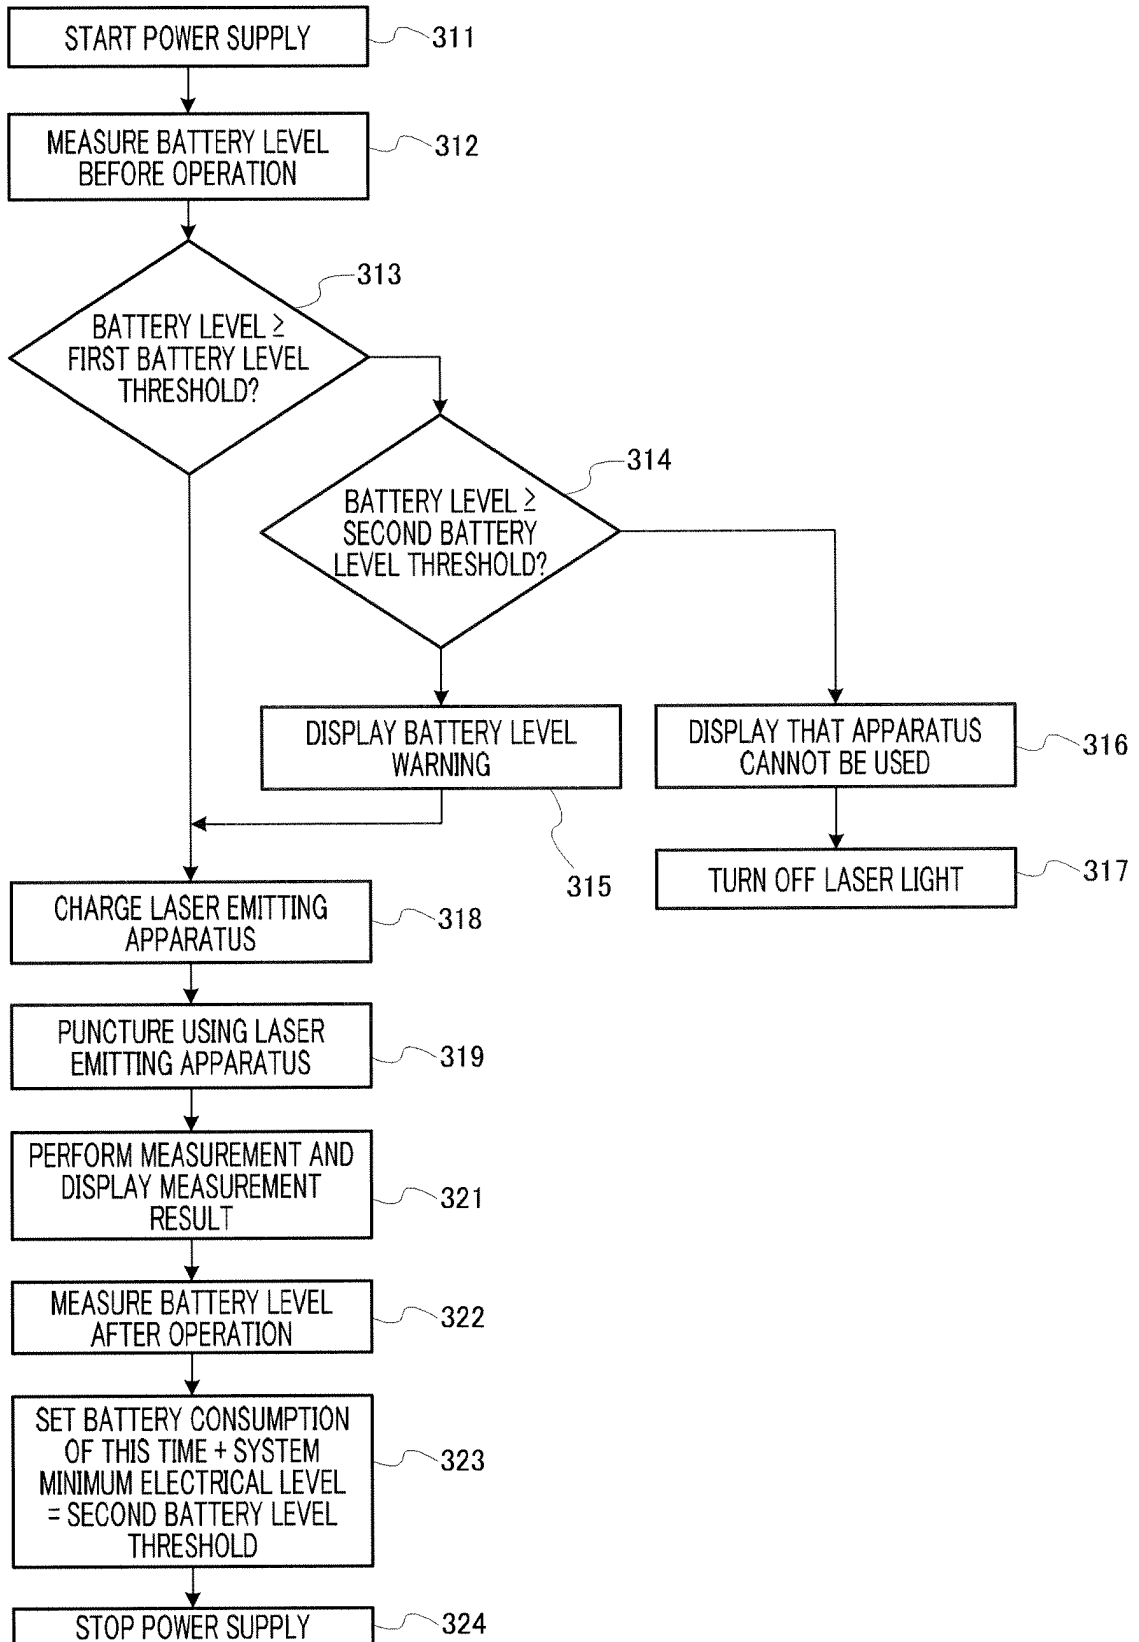 START POWER SUPPLY
311
MEASURE BATTERY LEVEL
BEFORE OPERATION
312
313
BATTERY LEVEL ≥
FIRST BATTERY LEVEL
THRESHOLD?
314
BATTERY LEVEL ≥
SECOND BATTERY
LEVEL THRESHOLD?
DISPLAY BATTERY LEVEL
WARNING
315
DISPLAY THAT APPARATUS
CANNOT BE USED
316
TURN OFF LASER LIGHT
317
CHARGE LASER EMITTING
APPARATUS
318
PUNCTURE USING LASER
EMITTING APPARATUS
319
PERFORM MEASUREMENT AND
DISPLAY MEASUREMENT
RESULT
321
MEASURE BATTERY LEVEL
AFTER OPERATION
322
SET BATTERY CONSUMPTION
OF THIS TIME + SYSTEM
MINIMUM ELECTRICAL LEVEL
= SECOND BATTERY LEVEL
THRESHOLD
323
STOP POWER SUPPLY
324